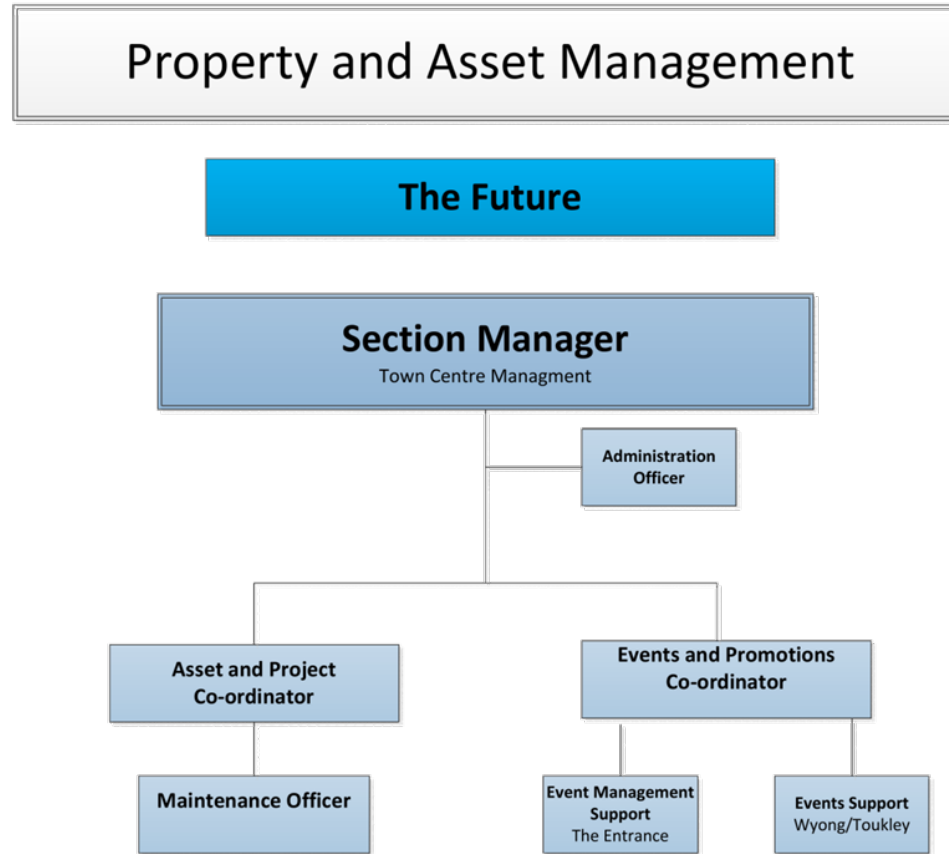 Property and Asset Management
The Future
Section Manager
Town Centre Managment
Administration
Officer
Asset and Project
Co-ordinator
Events and Promotions
Co-ordinator
Maintenance Officer
Event Management
Support
The Entrance
Events Support
Wyong/Toukley